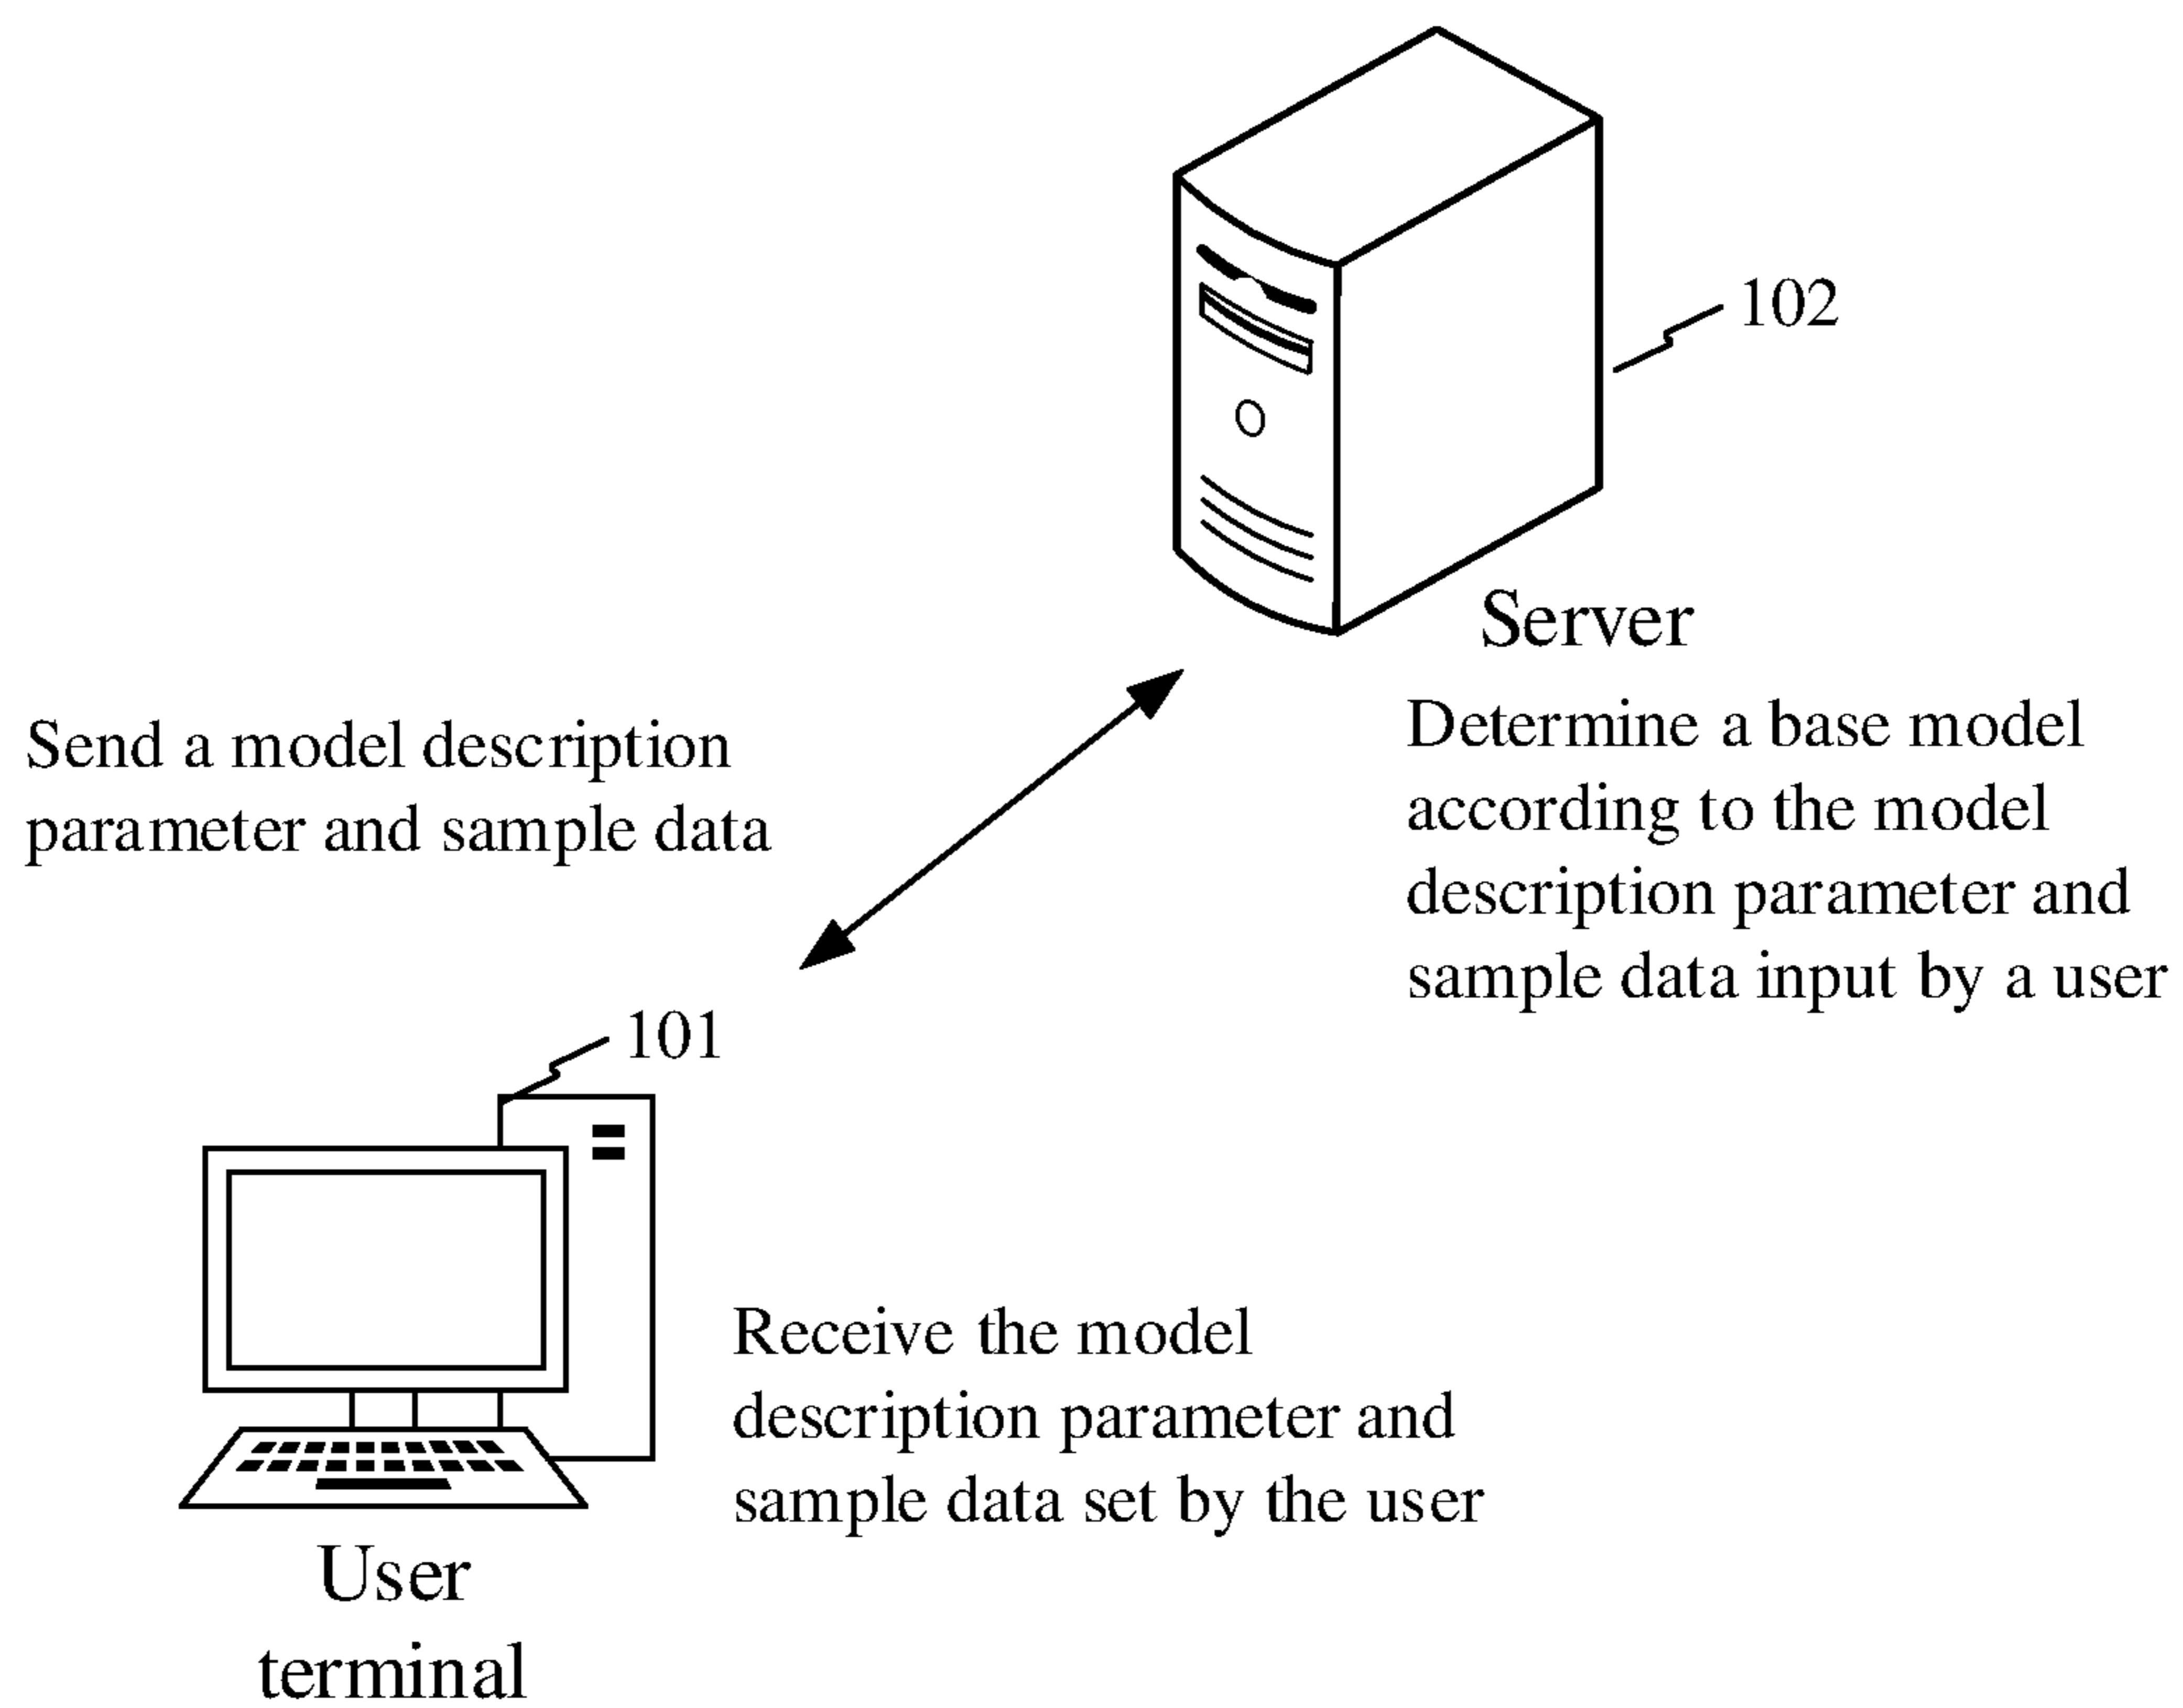 102
Server
Send a model description
parameter and sample data
Determine a base model
according to the model
description parameter and
sample data input by a user
101
Receive the model
description parameter and
sample data set by the user
User
terminal